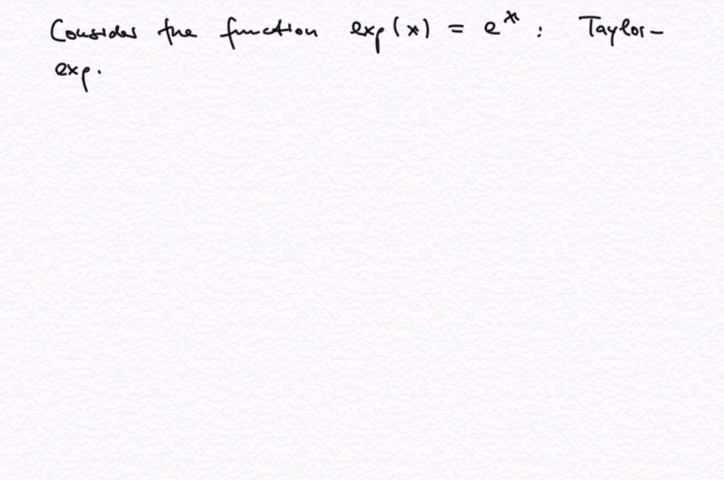 Consider the function exp(x) = e^x : Taylor-
exp.